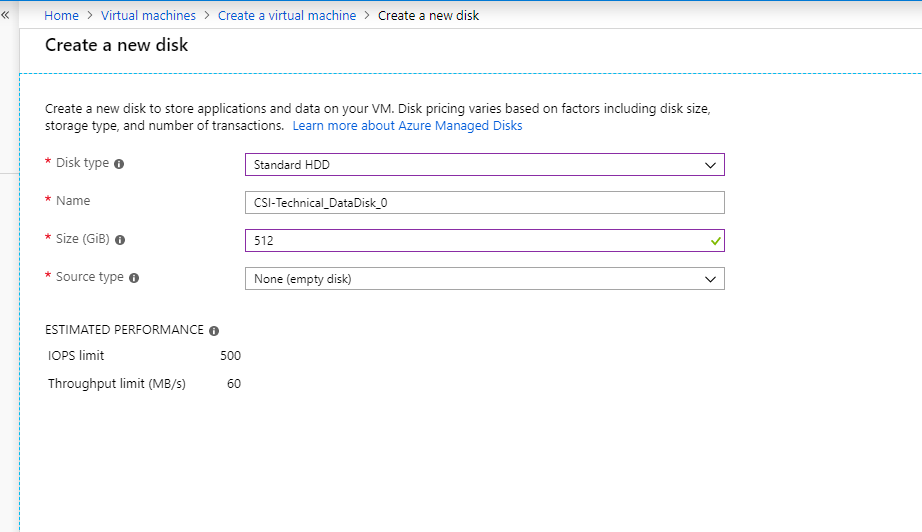 « Home > Virtual machines > Create a virtual machine > Create a new disk
Create a new disk
Create a new disk to store applications and data on your VM. Disk pricing varies based on factors including disk size,
storage type, and number of transactions. Learn more about Azure Managed Disks
* Disk type Standard HDD
* Name CSI-Technical_DataDisk_0
* Size (GiB) 512
* Source type None (empty disk)
ESTIMATED PERFORMANCE
IOPS limit 500
Throughput limit (MB/s) 60